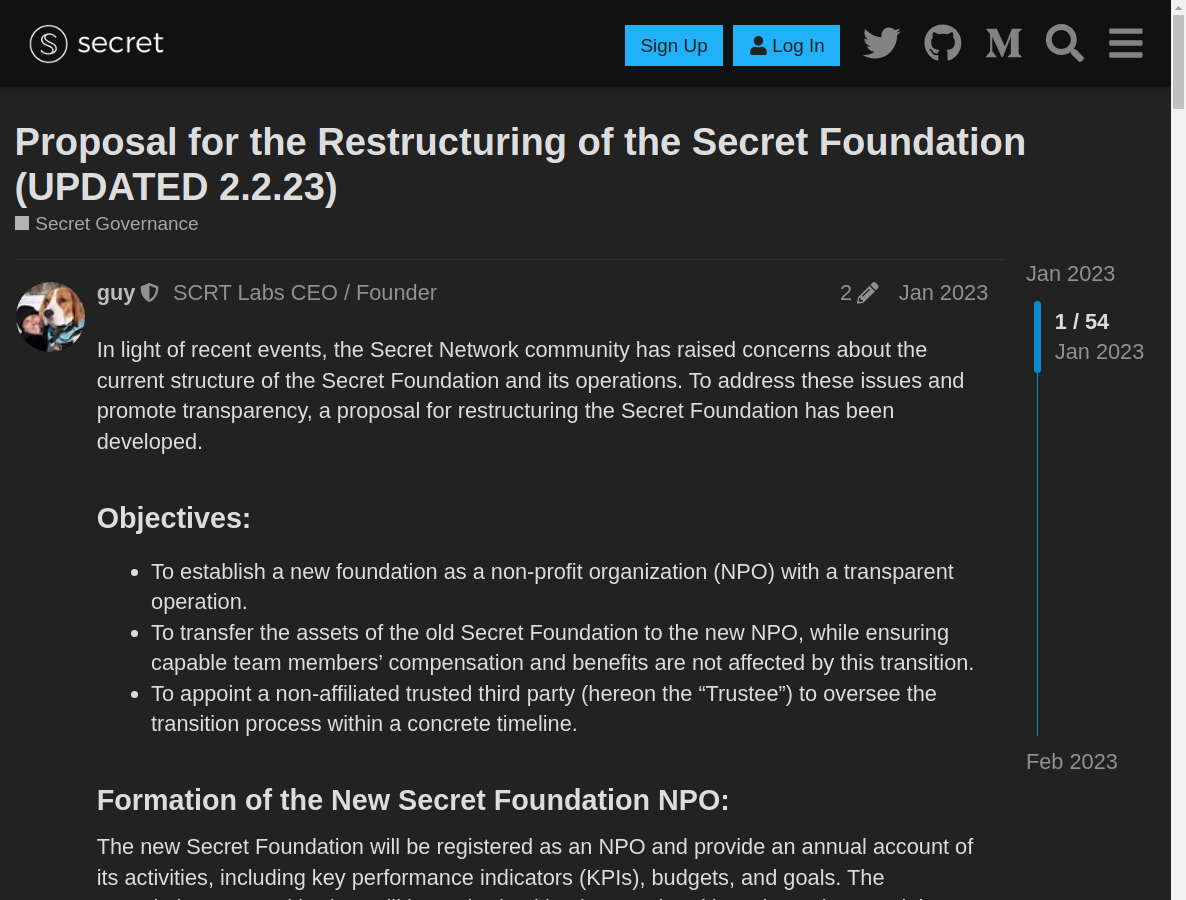 secret
Sign Up
Log In
Proposal for the Restructuring of the Secret Foundation
(UPDATED 2.2.23)
Secret Governance
guy SCRT Labs CEO / Founder 2 Jan 2023
In light of recent events, the Secret Network community has raised concerns about the
current structure of the Secret Foundation and its operations. To address these issues and
promote transparency, a proposal for restructuring the Secret Foundation has been
developed.
Objectives:
To establish a new foundation as a non-profit organization (NPO) with a transparent
operation.
To transfer the assets of the old Secret Foundation to the new NPO, while ensuring
capable team members’ compensation and benefits are not affected by this transition.
To appoint a non-affiliated trusted third party (hereon the “Trustee”) to oversee the
transition process within a concrete timeline.
Formation of the New Secret Foundation NPO:
The new Secret Foundation will be registered as an NPO and provide an annual account of
its activities, including key performance indicators (KPIs), budgets, and goals. The
Jan 2023
1 / 54
Jan 2023
Feb 2023